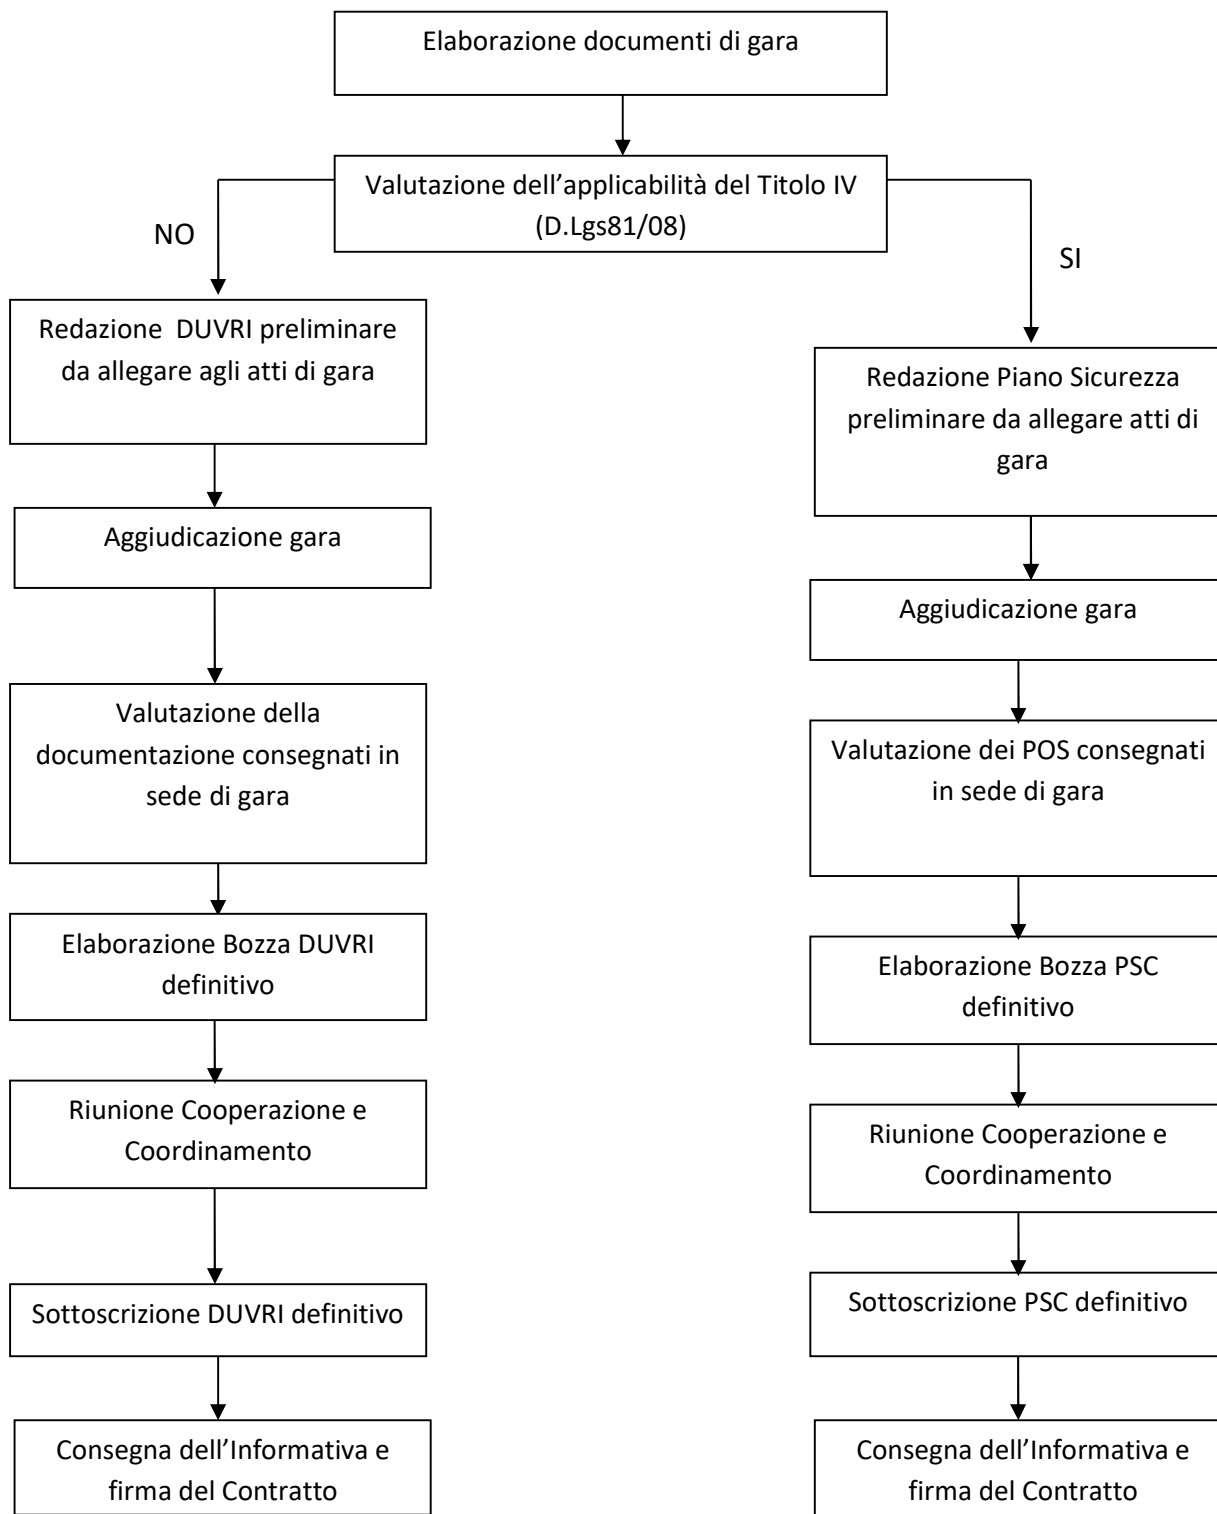 Elaborazione documenti di gara
Valutazione dell’applicabilità del Titolo IV
(D.Lgs81/08)
NO
SI
Redazione DUVRI preliminare
da allegare agli atti di gara
Aggiudicazione gara
Valutazione della
documentazione consegnati in
sede di gara
Elaborazione Bozza DUVRI
definitivo
Riunione Cooperazione e
Coordinamento
Sottoscrizione DUVRI definitivo
Consegna dell’Informativa e
firma del Contratto
Redazione Piano Sicurezza
preliminare da allegare atti di
gara
Aggiudicazione gara
Valutazione dei POS consegnati
in sede di gara
Elaborazione Bozza PSC
definitivo
Riunione Cooperazione e
Coordinamento
Sottoscrizione PSC definitivo
Consegna dell’Informativa e
firma del Contratto